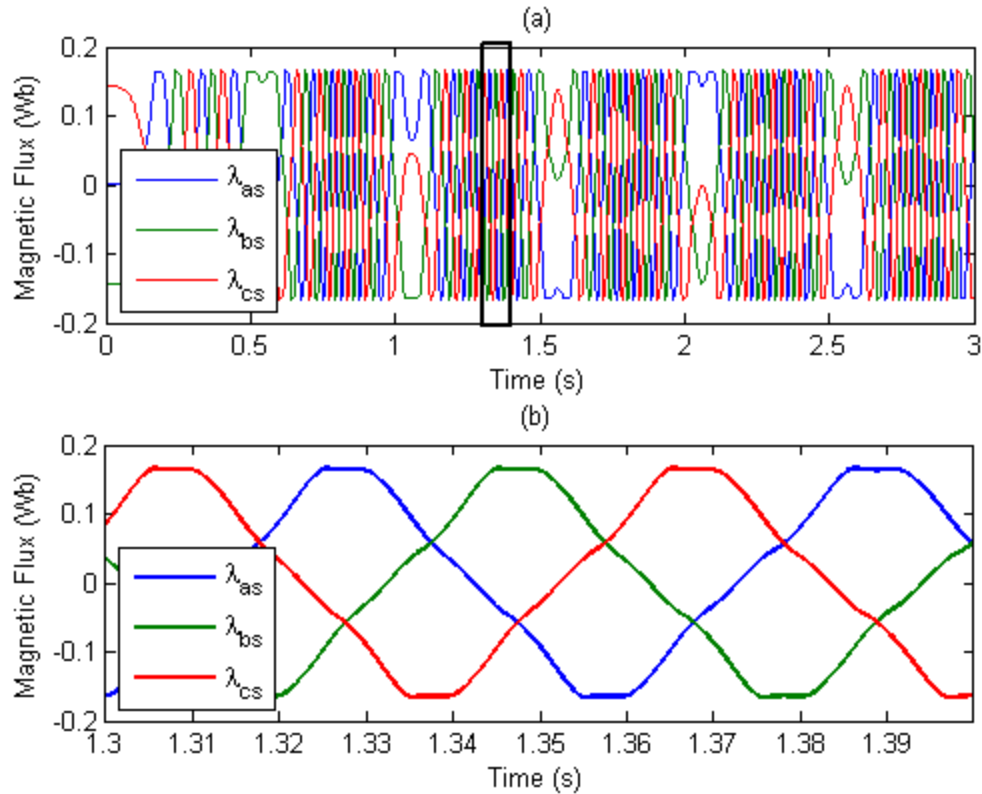 (a)
0.2
0.1
0
-0.1
-0.2
Magnetic Flux (Wb)
λas
λbs
λcs
0 0.5 1 1.5 2 2.5 3
Time (s)
(b)
0.2
0.1
0
-0.1
-0.2
Magnetic Flux (Wb)
λas
λbs
λcs
1.3 1.31 1.32 1.33 1.34 1.35 1.36 1.37 1.38 1.39
Time (s)